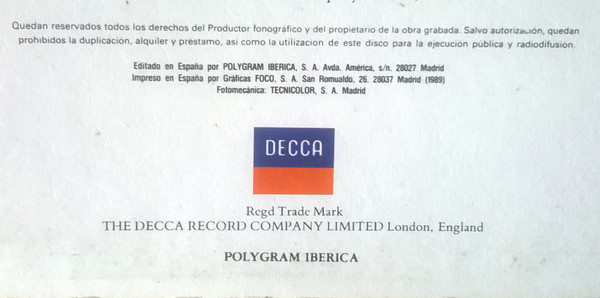 Quedan reservados todos los derechos del Productor fonográfico y del propietario de la obra grabada. Salvo autorización, quedan
prohibidos la duplicación, alquiler y préstamo, así como la utilización de este disco para la ejecución pública y radiodifusión.
Editado en España por POLYGRAM IBERICA, S. A. Avda. América, s/n. 28027 Madrid
Impreso en España por Gráficas FOCO, S. A. San Romualdo, 26. 28037 Madrid (1989)
Fotomecánica: TECNICOLOR, S. A. Madrid
DECCA
Regd Trade Mark
THE DECCA RECORD COMPANY LIMITED London, England
POLYGRAM IBERICA